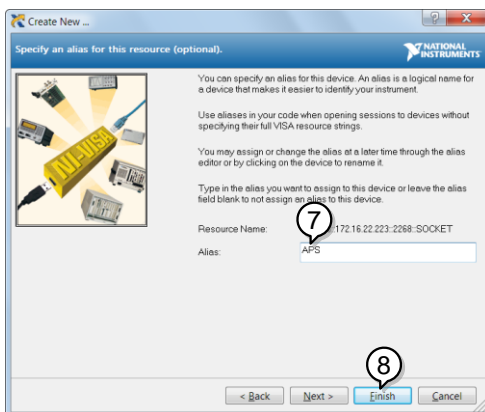 Create New ...
Specify an alias for this resource (optional).
NATIONAL
INSTRUMENTS
You can specify an alias for this device. An alias is a logical name for
a device that makes it easier to identify your instrument.
Use aliases in your code when opening sessions to devices without
specifying their full VISA resource strings.
You may assign or change the alias at a later time through the alias
editor or by clicking on the device to rename it.
Type in the alias you want to assign to this device or leave the alias
field blank to not assign an alias to this device.
NI-VISA
7
Resource Name: 172.16.22.223::2268::SOCKET
Alias: APS
8
< Back Next > Finish Cancel